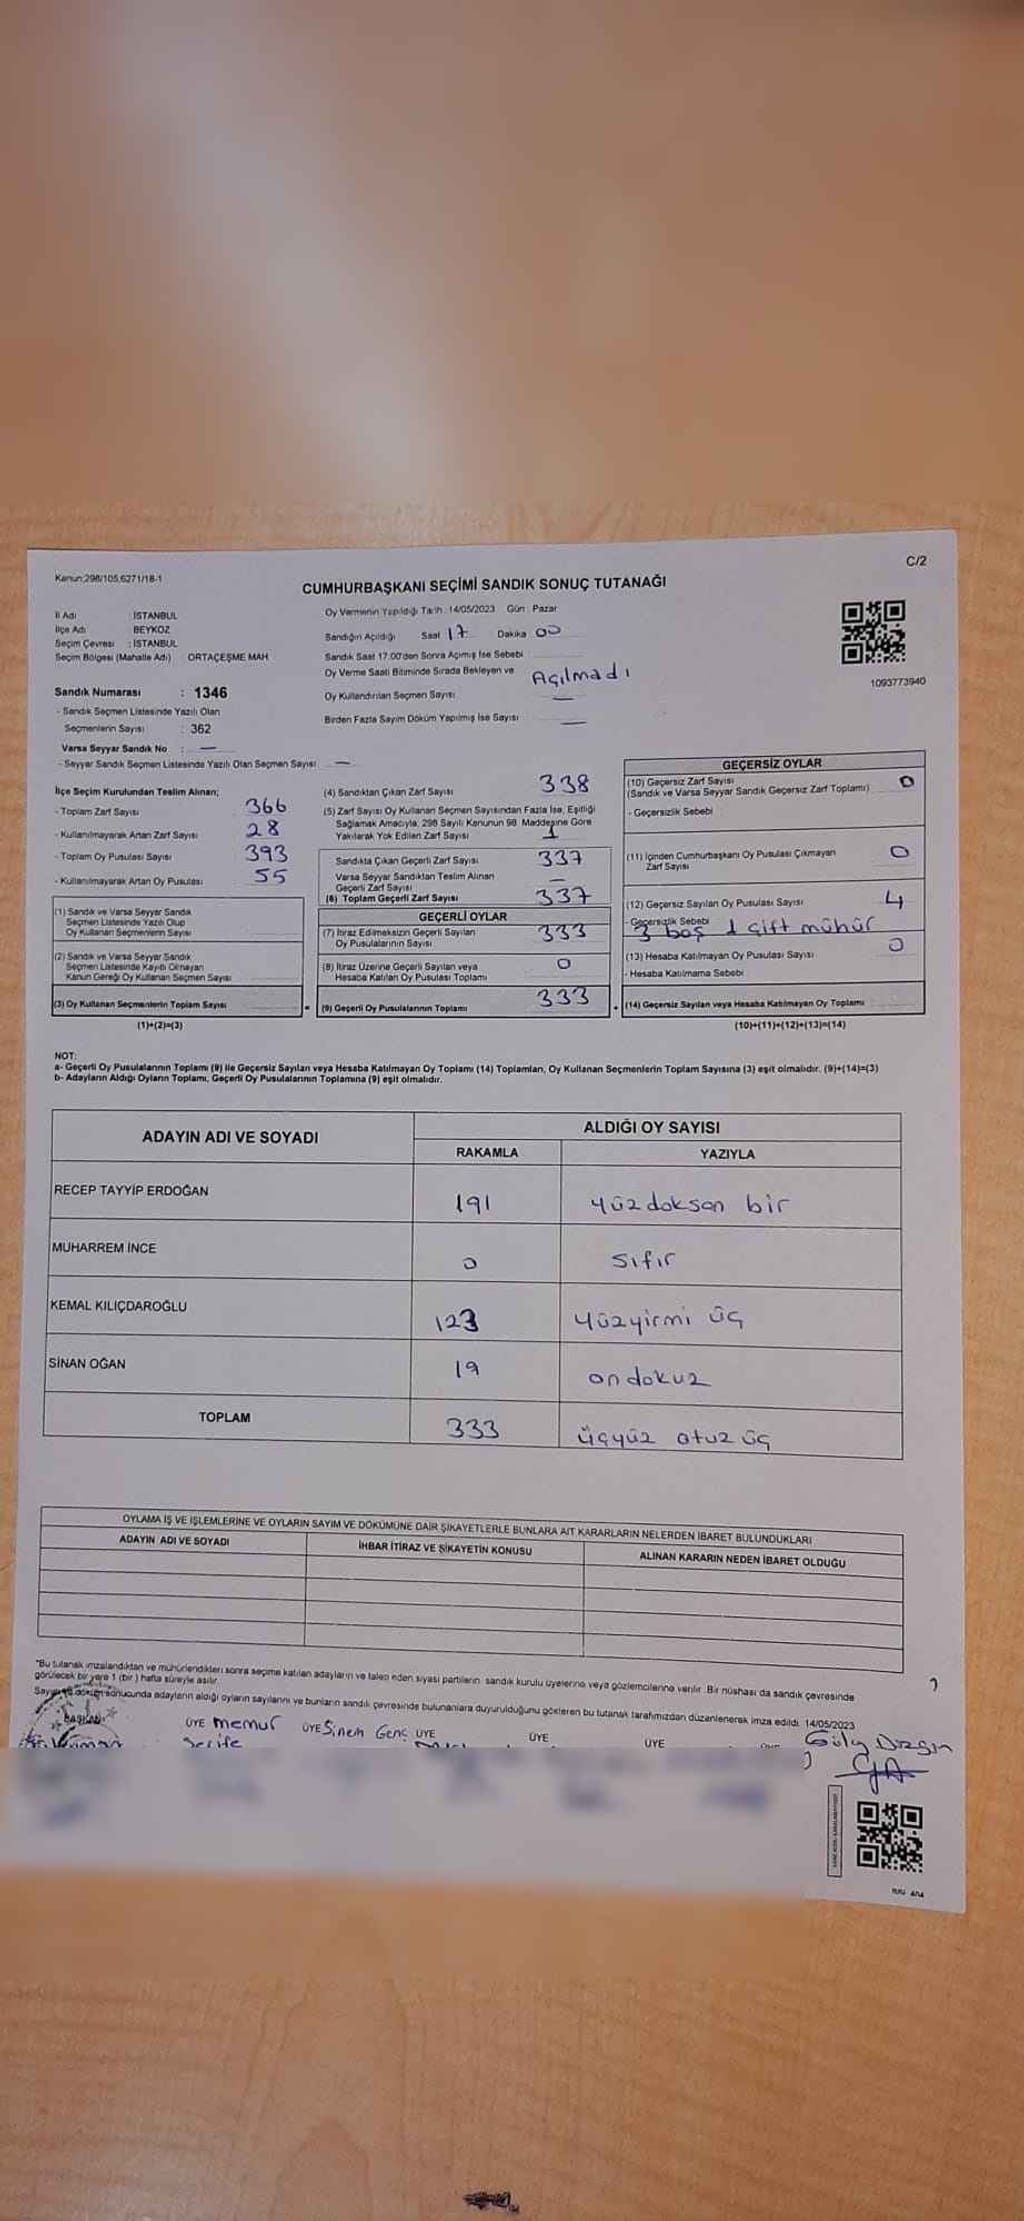 C/2
Kanun;298/105,6271/18-1
CUMHURBAŞKANI SEÇİMİ SANDIK SONUÇ TUTANAĞI
İl Adı : İSTANBUL
İlçe Adı : BEYKOZ
Seçim Çevresi : İSTANBUL
Seçim Bölgesi (Mahalle Adı) ORTAÇEŞME MAH
Sandık Numarası : 1346
- Sandık Seçmen Listesinde Yazılı Olan
Seçmenlerin Sayısı : 362
Varsa Seyyar Sandık No : —
- Seyyar Sandık Seçmen Listesinde Yazılı Olan Seçmen Sayısı —
Oy Vermenin Yapıldığı Tarih : 14/05/2023 Gün : Pazar
Sandığın Açıldığı Saat 17 Dakika 00
Sandık Saat 17:00'den Sonra Açılmış İse Sebebi
Oy Verme Saati Bitiminde Sırada Bekleyen ve Açılmadı
Oy Kullandırılan Seçmen Sayısı —
Birden Fazla Sayım Döküm Yapılmış İse Sayısı —
1093773940
İlçe Seçim Kurulundan Teslim Alınan;
- Toplam Zarf Sayısı 366
- Kullanılmayarak Artan Zarf Sayısı 28
- Toplam Oy Pusulası Sayısı 393
- Kullanılmayarak Artan Oy Pusulası 55
(1) Sandık ve Varsa Seyyar Sandık
Seçmen Listesinde Yazılı Olup
Oy Kullanan Seçmenlerin Sayısı
(2) Sandık ve Varsa Seyyar Sandık
Seçmen Listesinde Kayıtlı Olmayan
Kanun Gereği Oy Kullanan Seçmen Sayısı
(3) Oy Kullanan Seçmenlerin Toplam Sayısı
(1)+(2)=(3)
(4) Sandıktan Çıkan Zarf Sayısı 338
(5) Zarf Sayısı Oy Kullanan Seçmen Sayısından Fazla İse, Eşitliği
Sağlamak Amacıyla, 298 Sayılı Kanunun 98. Maddesine Göre
Yakılarak Yok Edilen Zarf Sayısı 1
Sandıkta Çıkan Geçerli Zarf Sayısı 337
Varsa Seyyar Sandıktan Teslim Alınan
Geçerli Zarf Sayısı —
(6) Toplam Geçerli Zarf Sayısı 337
GEÇERLİ OYLAR
(7) İtiraz Edilmeksizin Geçerli Sayılan
Oy Pusulalarının Sayısı 333
(8) İtiraz Üzerine Geçerli Sayılan veya
Hesaba Katılan Oy Pusulası Toplamı 0
= (9) Geçerli Oy Pusulalarının Toplamı 333
GEÇERSİZ OYLAR
(10) Geçersiz Zarf Sayısı 0
(Sandık ve Varsa Seyyar Sandık Geçersiz Zarf Toplamı)
- Geçersizlik Sebebi
(11) İçinden Cumhurbaşkanı Oy Pusulası Çıkmayan 0
Zarf Sayısı
(12) Geçersiz Sayılan Oy Pusulası Sayısı 4
- Geçersizlik Sebebi
3 boş 1 çift mühür
(13) Hesaba Katılmayan Oy Pusulası Sayısı 0
- Hesaba Katılmama Sebebi
+ (14) Geçersiz Sayılan veya Hesaba Katılmayan Oy Toplamı
(10)+(11)+(12)+(13)=(14)
NOT:
a- Geçerli Oy Pusulalarının Toplamı (9) ile Geçersiz Sayılan veya Hesaba Katılmayan Oy Toplamı (14) Toplamları, Oy Kullanan Seçmenlerin Toplam Sayısına (3) eşit olmalıdır. (9)+(14)=(3)
b- Adayların Aldığı Oyların Toplamı, Geçerli Oy Pusulalarının Toplamına (9) eşit olmalıdır.
ADAYIN ADI VE SOYADI
ALDIĞI OY SAYISI
RAKAMLA YAZIYLA
RECEP TAYYİP ERDOĞAN 191 yüzdoksan bir
MUHARREM İNCE 0 sıfır
KEMAL KILIÇDAROĞLU 123 yüzyirmi üç
SİNAN OĞAN 19 ondokuz
TOPLAM 333 üçyüz otuz üç
OYLAMA İŞ VE İŞLEMLERİNE VE OYLARIN SAYIM VE DÖKÜMÜNE DAİR ŞİKAYETLERLE BUNLARA AİT KARARLARIN NELERDEN İBARET BULUNDUKLARI
ADAYIN ADI VE SOYADI İHBAR İTİRAZ VE ŞİKAYETİN KONUSU ALINAN KARARIN NEDEN İBARET OLDUĞU
*Bu tutanak imzalandıktan ve mühürlendikten sonra seçime katılan adayların ve talep eden siyasi partilerin sandık kurulu üyelerine veya gözlemcilerine verilir. Bir nüshası da sandık çevresinde
görülecek bir yere 1 (bir) hafta süreyle asılır.
Sayım ve döküm sonucunda adayların aldığı oyların sayılarını ve bunların sandık çevresinde bulunanlara duyurulduğunu gösteren bu tutanak tarafımızdan düzenlenerek imza edildi. 14/05/2023
BAŞKAN ÜYE memur ÜYE Sinem Genç ÜYE ÜYE ÜYE
Şerife